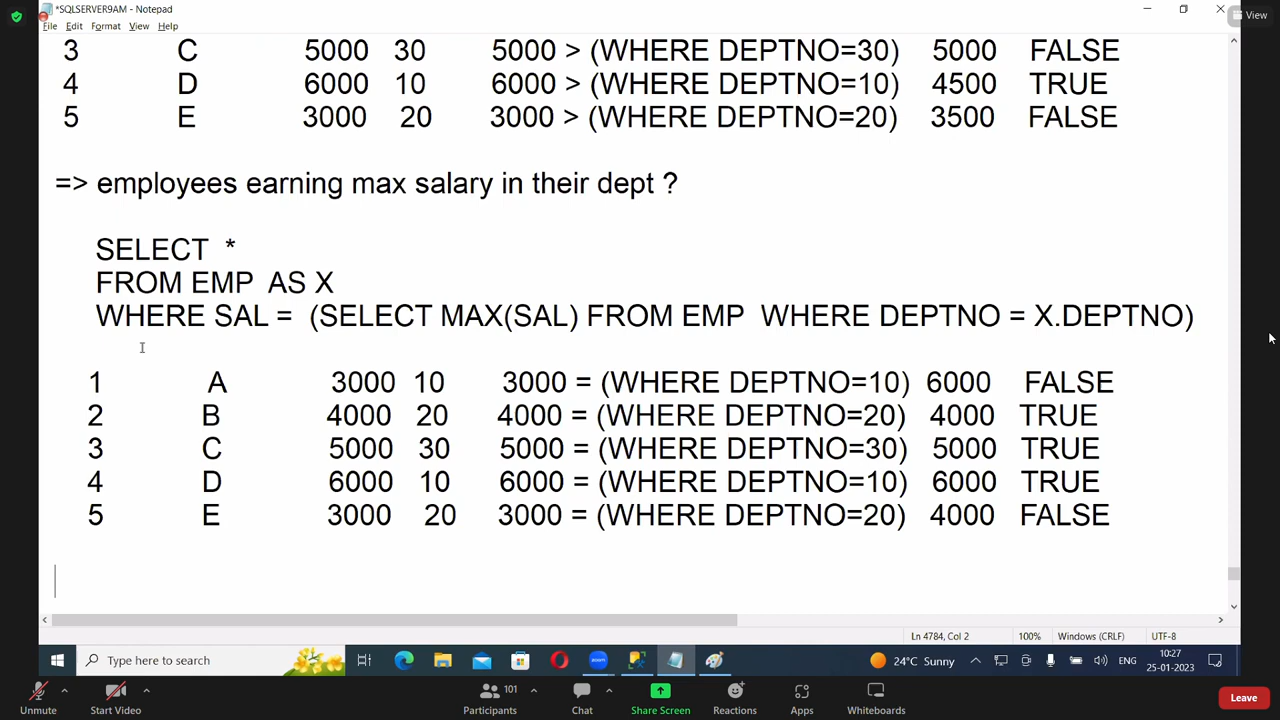 *SQLSERVER9AM - Notepad
File Edit Format View Help
View
3 C 5000 30 5000 > (WHERE DEPTNO=30) 5000 FALSE
4 D 6000 10 6000 > (WHERE DEPTNO=10) 4500 TRUE
5 E 3000 20 3000 > (WHERE DEPTNO=20) 3500 FALSE
=> employees earning max salary in their dept ?
SELECT *
FROM EMP AS X
WHERE SAL = (SELECT MAX(SAL) FROM EMP WHERE DEPTNO = X.DEPTNO)
1 A 3000 10 3000 = (WHERE DEPTNO=10) 6000 FALSE
2 B 4000 20 4000 = (WHERE DEPTNO=20) 4000 TRUE
3 C 5000 30 5000 = (WHERE DEPTNO=30) 5000 TRUE
4 D 6000 10 6000 = (WHERE DEPTNO=10) 6000 TRUE
5 E 3000 20 3000 = (WHERE DEPTNO=20) 4000 FALSE
Ln 4784, Col 2 100% Windows (CRLF) UTF-8
Type here to search zoom 24°C Sunny ENG 10:27
25-01-2023
Unmute Start Video Participants 101 Chat Share Screen Reactions Apps Whiteboards Leave